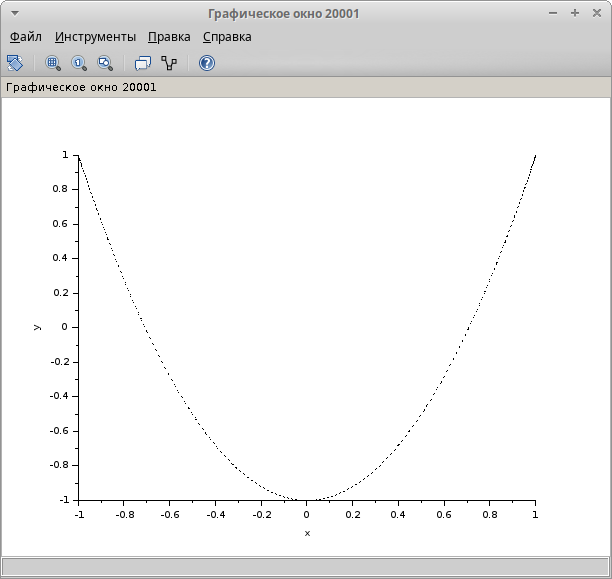 Графическое окно 20001
Файл Инструменты Правка Справка
Графическое окно 20001
1
0.8
0.6
0.4
0.2
y
0
-0.2
-0.4
-0.6
-0.8
-1
-1 -0.8 -0.6 -0.4 -0.2 0 0.2 0.4 0.6 0.8 1
x